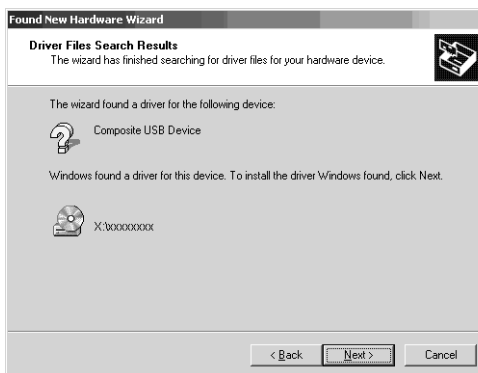 Found New Hardware Wizard
Driver Files Search Results
The wizard has finished searching for driver files for your hardware device.
The wizard found a driver for the following device:
Composite USB Device
Windows found a driver for this device. To install the driver Windows found, click Next.
X:\xxxxxxxx
< Back Next > Cancel